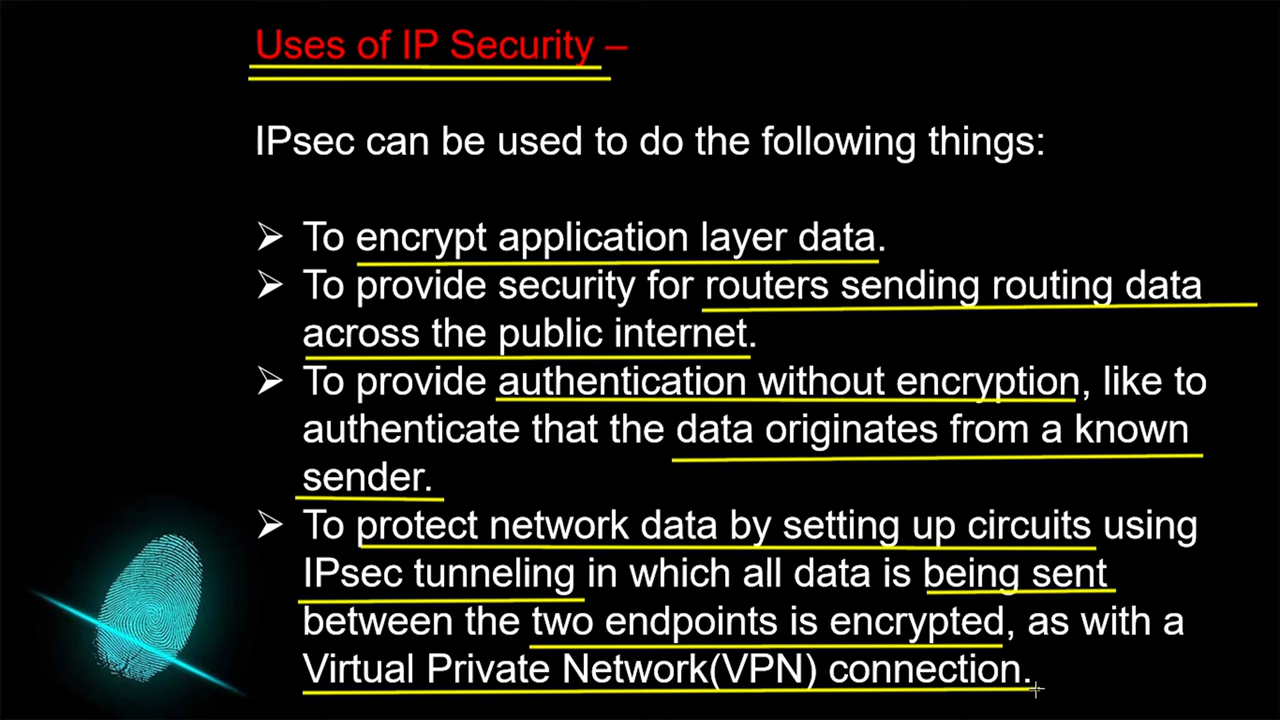 Uses of IP Security –
IPsec can be used to do the following things:
➢ To encrypt application layer data.
➢ To provide security for routers sending routing data
across the public internet.
➢ To provide authentication without encryption, like to
authenticate that the data originates from a known
sender.
➢ To protect network data by setting up circuits using
IPsec tunneling in which all data is being sent
between the two endpoints is encrypted, as with a
Virtual Private Network(VPN) connection.